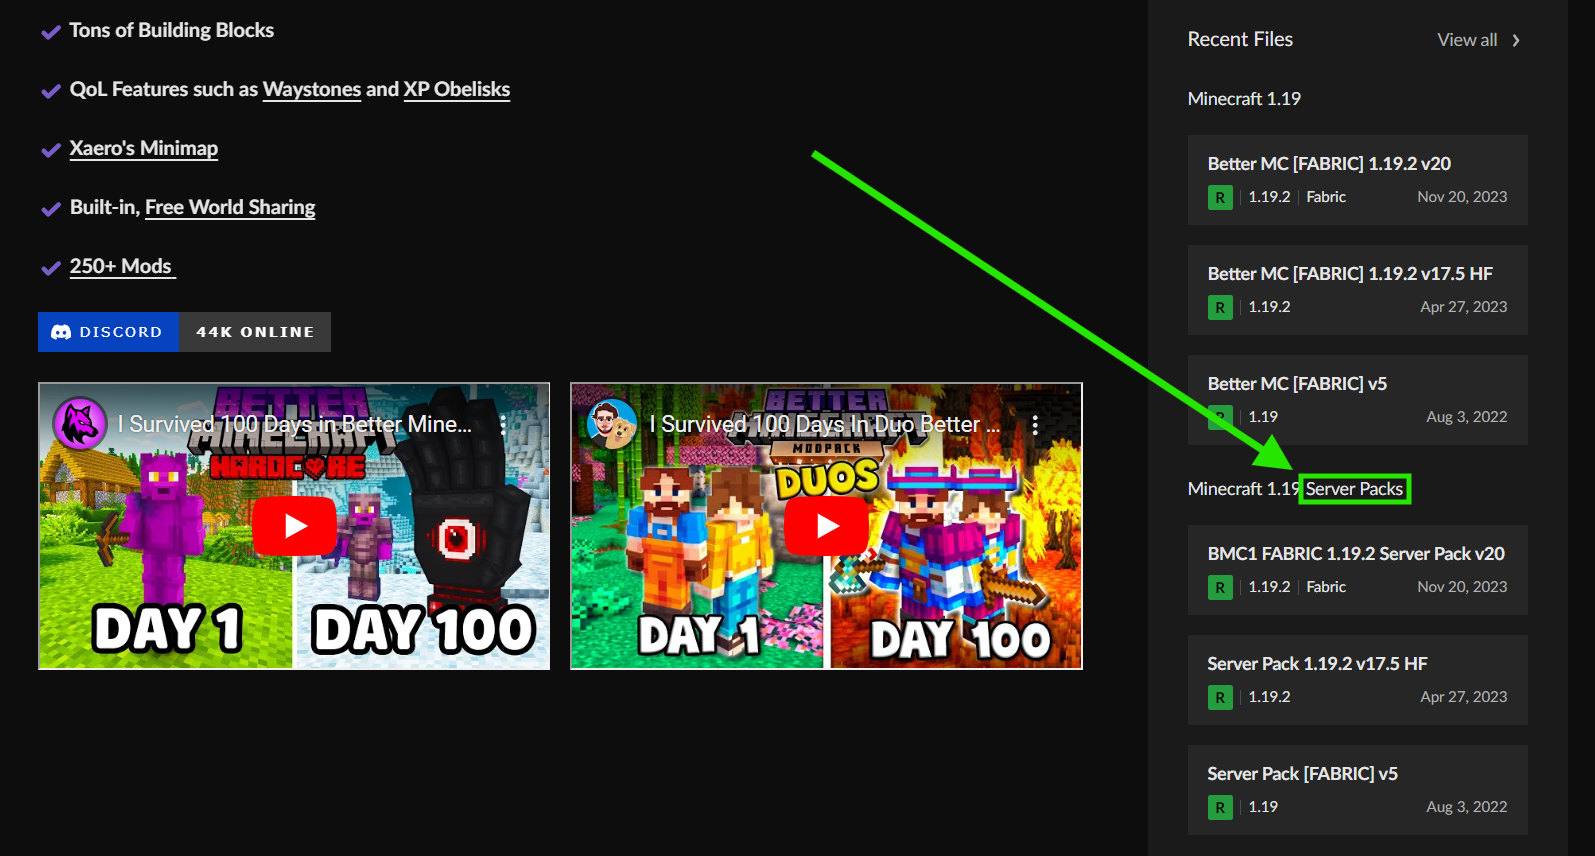 Tons of Building Blocks
QoL Features such as Waystones and XP Obelisks
Xaero's Minimap
Built-in, Free World Sharing
250+ Mods
DISCORD 44K ONLINE
I Survived 100 Days in Better Mine...
BETTER
MINECRAFT
HARDCORE
DAY 1
DAY 100
I Survived 100 Days In Duo Better ...
BETTER
MINECRAFT
MODPACK
DUOS
DAY 1
DAY 100
Recent Files
View all
Minecraft 1.19
Better MC [FABRIC] 1.19.2 v20
R 1.19.2 Fabric Nov 20, 2023
Better MC [FABRIC] 1.19.2 v17.5 HF
R 1.19.2 Apr 27, 2023
Better MC [FABRIC] v5
R 1.19 Aug 3, 2022
Minecraft 1.19 Server Packs
BMC1 FABRIC 1.19.2 Server Pack v20
R 1.19.2 Fabric Nov 20, 2023
Server Pack 1.19.2 v17.5 HF
R 1.19.2 Apr 27, 2023
Server Pack [FABRIC] v5
R 1.19 Aug 3, 2022